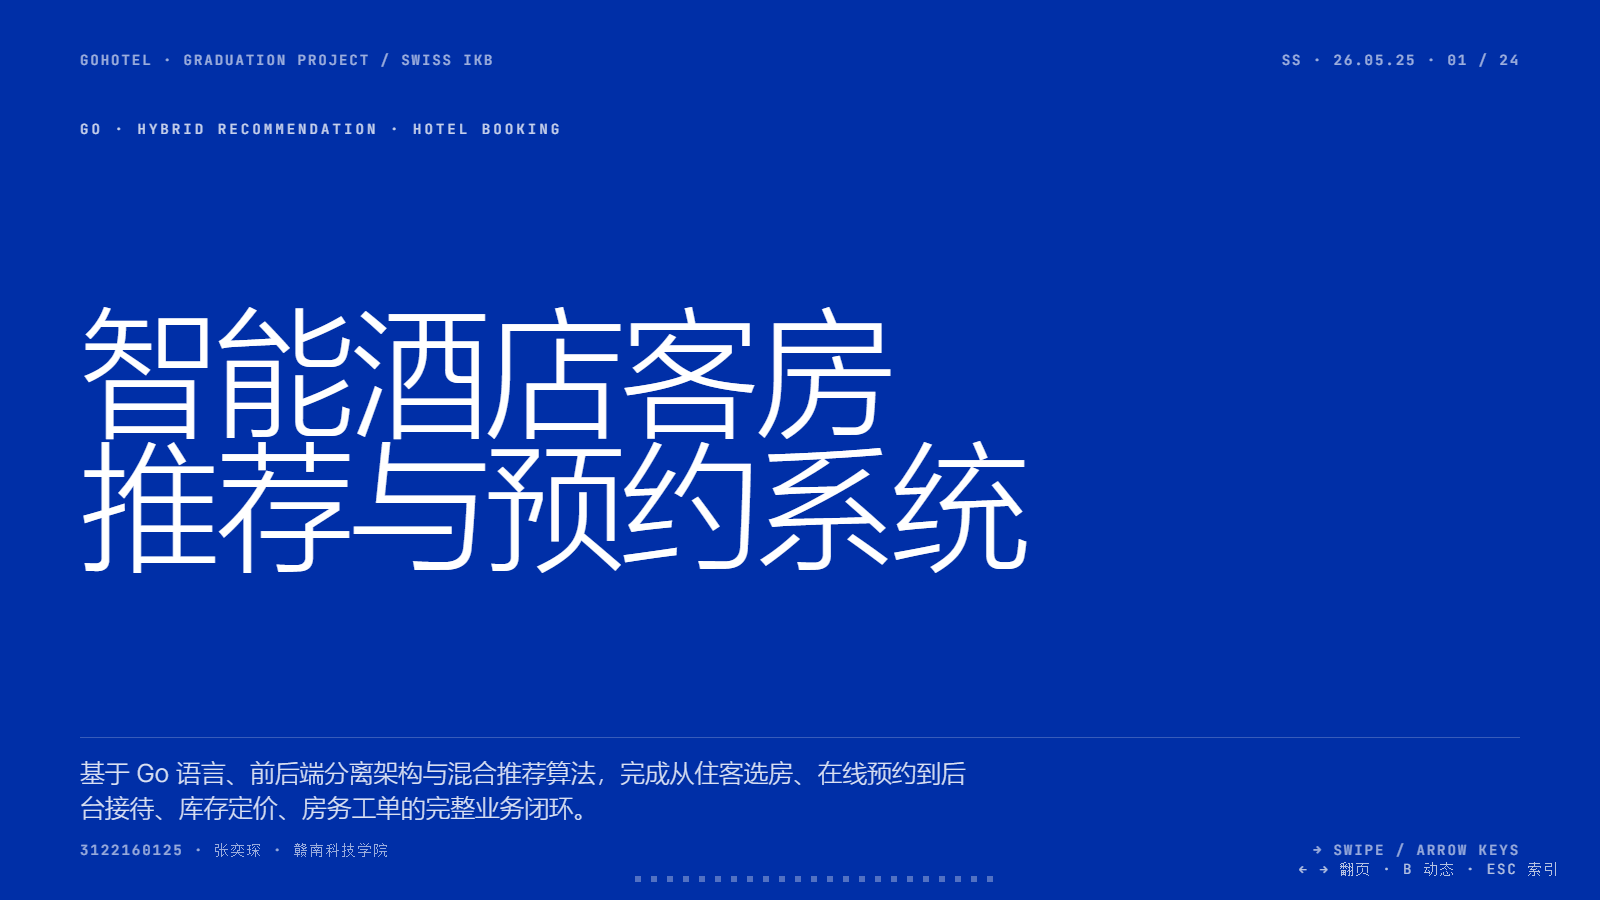 GOHOTEL · GRADUATION PROJECT / SWISS IKB
SS · 26.05.25 · 01 / 24
GO · HYBRID RECOMMENDATION · HOTEL BOOKING
智能酒店客房
推荐与预约系统
基于 Go 语言、前后端分离架构与混合推荐算法，完成从住客选房、在线预约到后
台接待、库存定价、房务工单的完整业务闭环。
3122160125 · 张奕琛 · 赣南科技学院
→ SWIPE / ARROW KEYS
← → 翻页 · B 动态 · ESC 索引